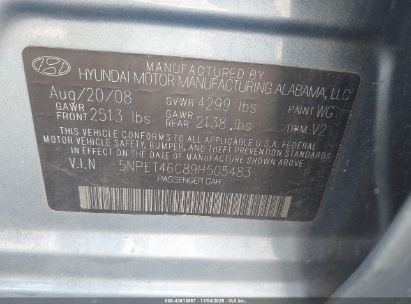 MANUFACTURED BY
HYUNDAI MOTOR MANUFACTURING ALABAMA, LLC
Aug/20/08 GVWR 4299 lbs PAINT WG
GAWR FRONT 2513 lbs GAWR REAR 2138 lbs TRIM V2
THIS VEHICLE CONFORMS TO ALL APPLICABLE U.S. FEDERAL
MOTOR VEHICLE SAFETY, BUMPER, AND THEFT PREVENTION
STANDARDS IN EFFECT ON THE DATE OF MANUFACTURE
V.I.N 5NPET46C89H505483
PASSENGER CAR